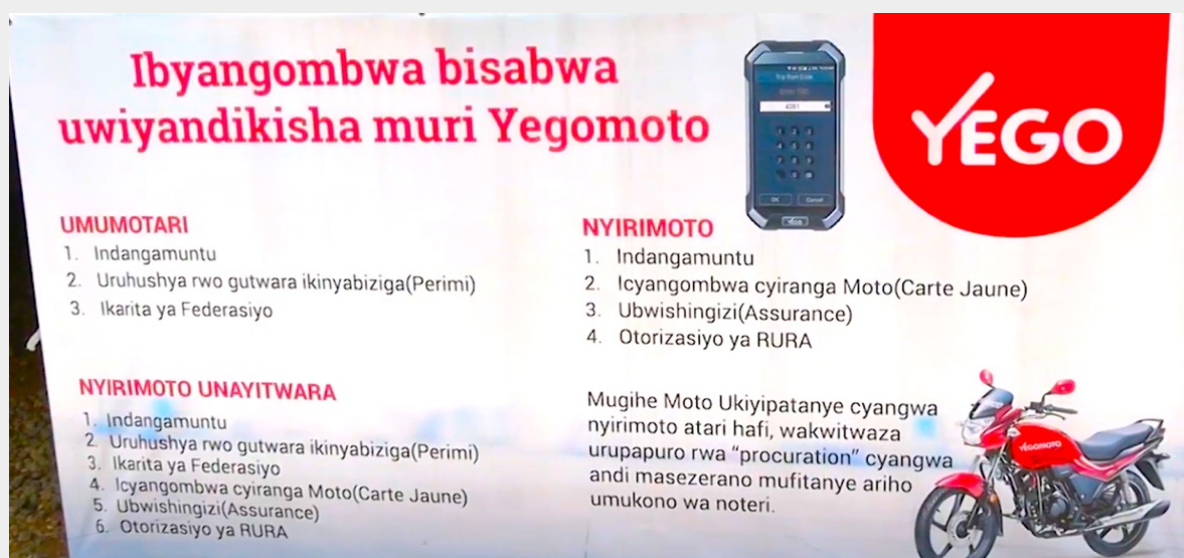 Ibyangombwa bisabwa
uwiyandikisha muri Yegomoto
YEGO
UMUMOTARI
1. Indangamuntu
2. Uruhushya rwo gutwara ikinyabiziga(Perimi)
3. Ikarita ya Federasiyo
NYIRIMOTO
1. Indangamuntu
2. Icyangombwa cyiranga Moto(Carte Jaune)
3. Ubwishingizi(Assurance)
4. Otorizasiyo ya RURA
NYIRIMOTO UNAYITWARA
1. Indangamuntu
2. Uruhushya rwo gutwara ikinyabiziga(Perimi)
3. Ikarita ya Federasiyo
4. Icyangombwa cyiranga Moto(Carte Jaune)
5. Ubwishingizi(Assurance)
6. Otorizasiyo ya RURA
Mugihe Moto Ukiyipatanye cyangwa
nyirimoto atari hafi, wakwitwaza
urupapuro rwa “procuration” cyangwa
andi masezerano mufitanye ariho
umukono wa noteri.
OK Cancel
YEGO
YEGOMOTO